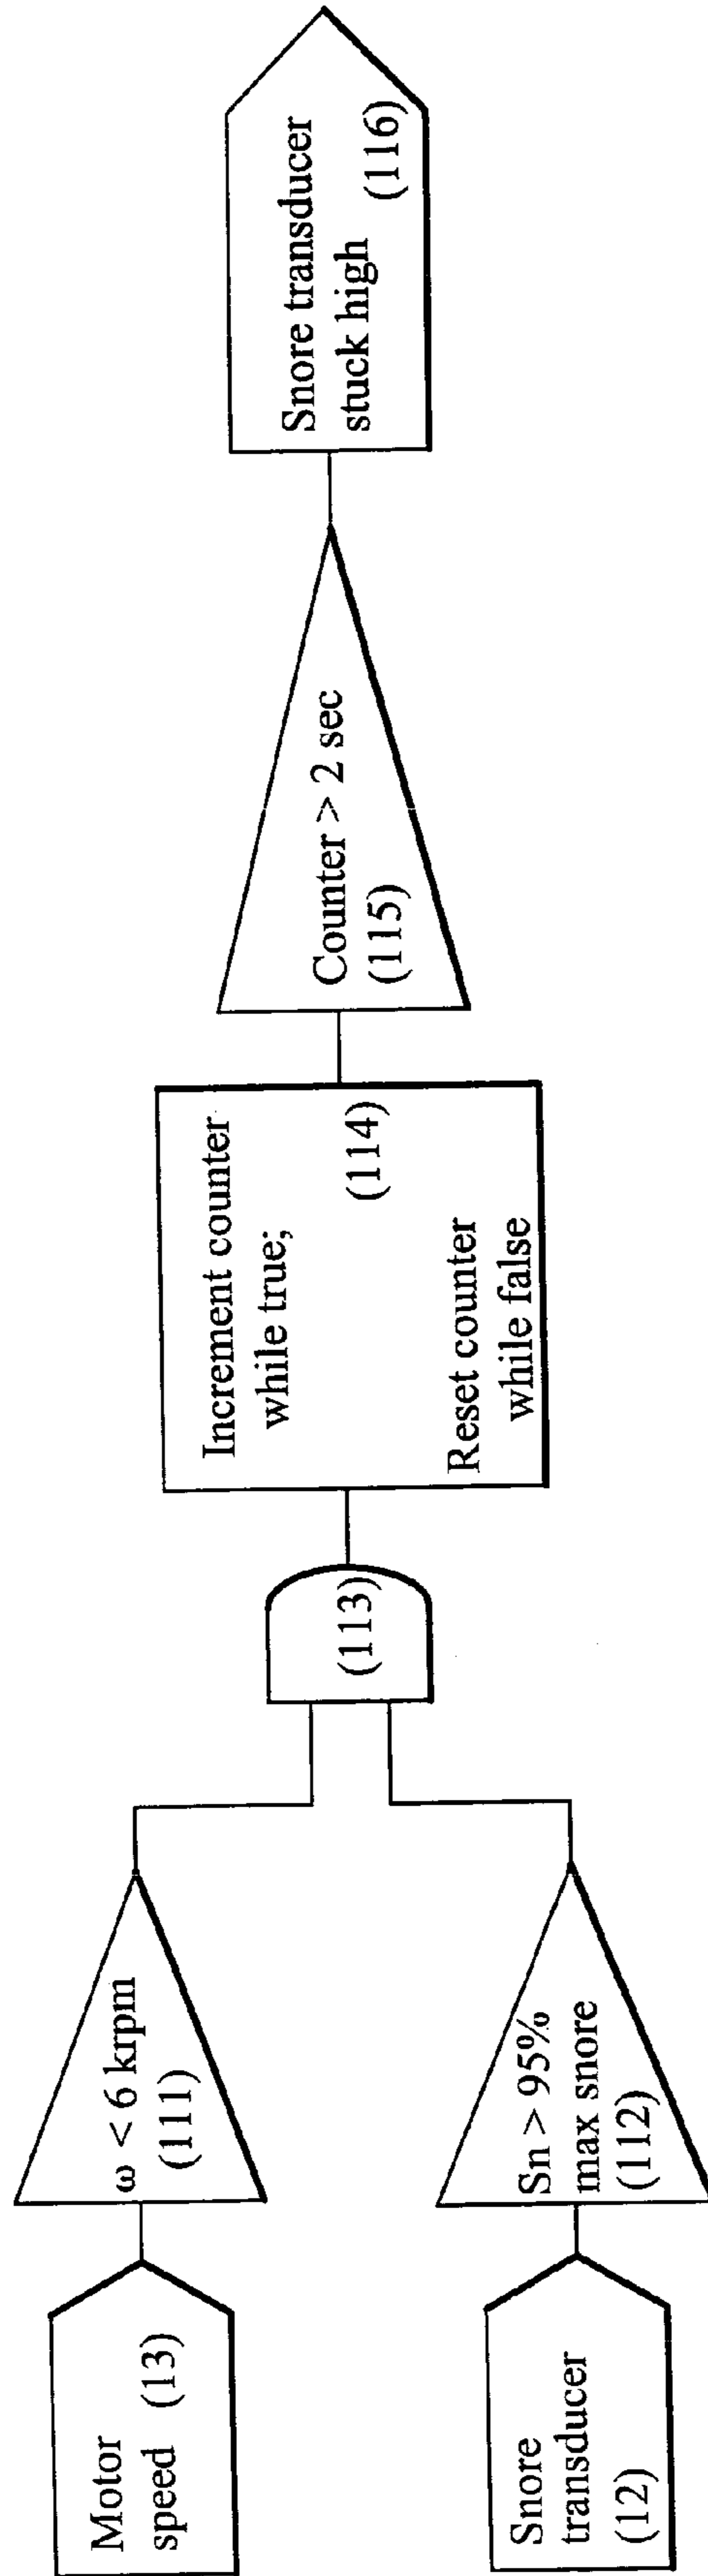 Motor
speed (13)
ω < 6 krpm
(111)
Snore
transducer
(12)
Sn > 95%
max snore
(112)
(113)
Increment counter
while true;
(114)
Reset counter
while false
Counter > 2 sec
(115)
Snore transducer
stuck high
(116)